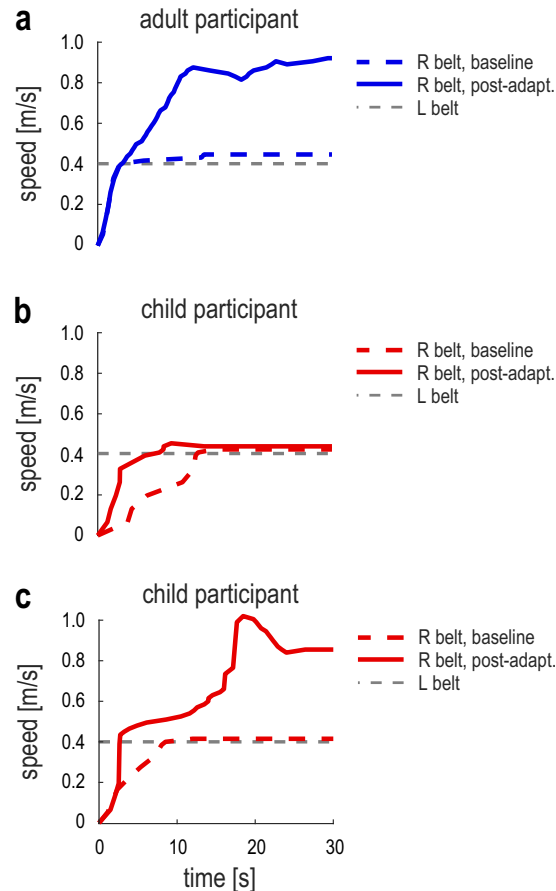 a
adult participant
speed [m/s]
1.0
0.8
0.6
0.4
0.2
0
R belt, baseline
R belt, post-adapt.
L belt
b
child participant
speed [m/s]
1.0
0.8
0.6
0.4
0.2
0
R belt, baseline
R belt, post-adapt.
L belt
c
child participant
speed [m/s]
1.0
0.8
0.6
0.4
0.2
0
R belt, baseline
R belt, post-adapt.
L belt
0 10 20 30
time [s]